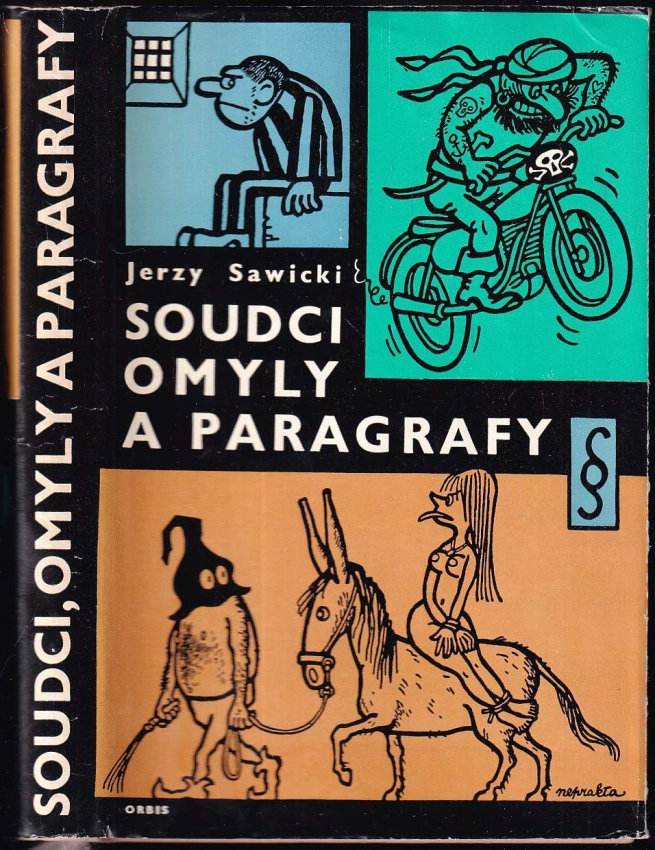 SOUDCI, OMYLY A PARAGRAFY
Jerzy Sawicki
SOUDCI
OMYLY
A PARAGRAFY
§
neprakta
ORBIS